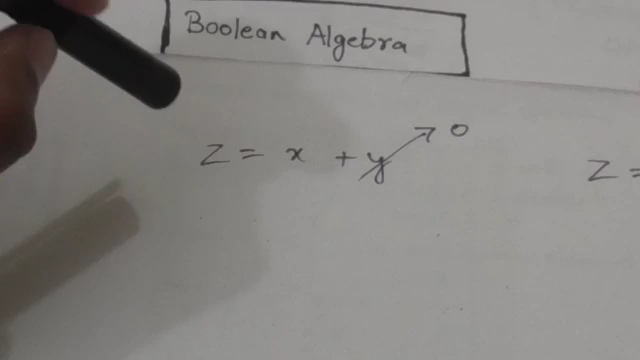 Boolean Algebra
Z = x + y → 0
Z =